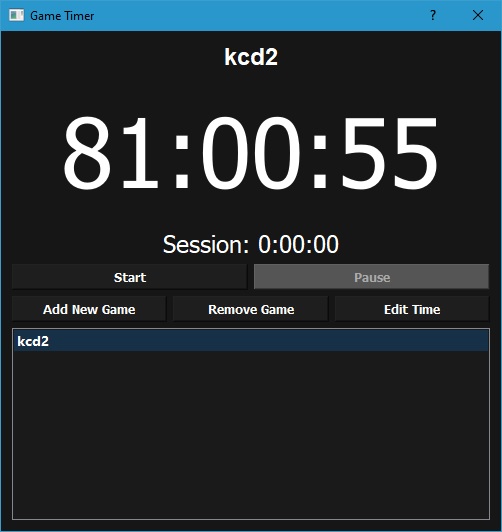 Game Timer
kcd2
81:00:55
Session: 0:00:00
Start Pause
Add New Game Remove Game Edit Time
kcd2